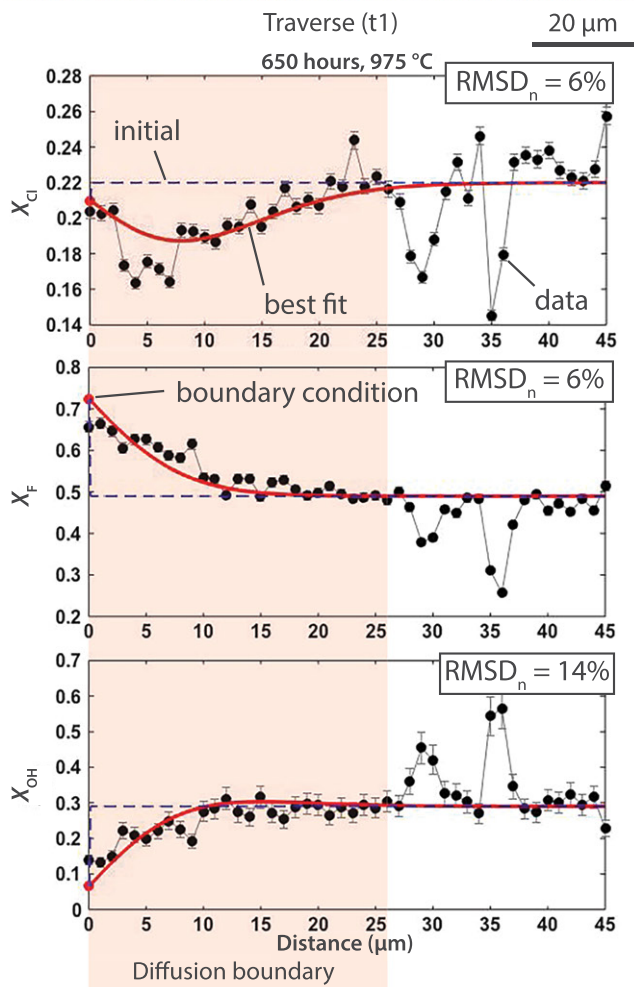 Traverse (t1)
20 µm
650 hours, 975 °C
RMSDn = 6%
0.28
0.26
0.24
0.22
0.20
0.18
0.16
0.14
XCl
initial
best fit
data
0 5 10 15 20 25 30 35 40 45
RMSDn = 6%
0.8
0.7
0.6
0.5
0.4
0.3
0.2
XF
boundary condition
0 5 10 15 20 25 30 35 40 45
RMSDn = 14%
0.7
0.6
0.5
0.4
0.3
0.2
0.1
0
XOH
0 5 10 15 20 25 30 35 40 45
Distance (µm)
Diffusion boundary